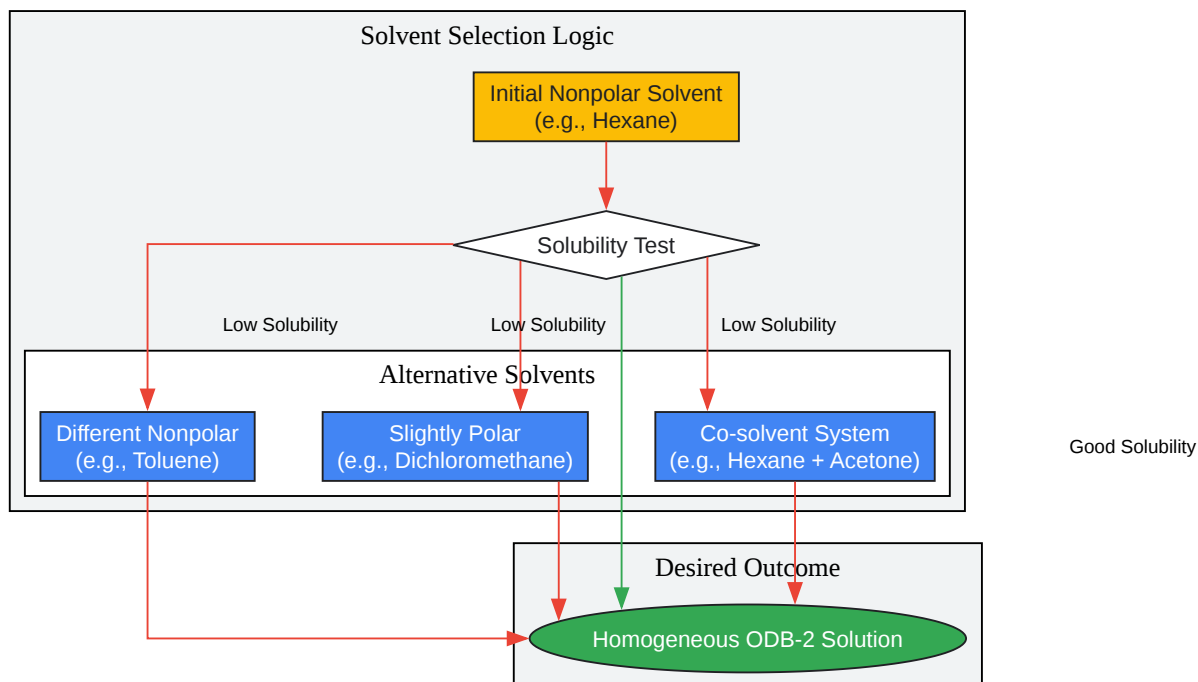 Solvent Selection Logic
Initial Nonpolar Solvent
(e.g., Hexane)
Solubility Test
Low Solubility
Low Solubility
Low Solubility
Alternative Solvents
Different Nonpolar
(e.g., Toluene)
Slightly Polar
(e.g., Dichloromethane)
Co-solvent System
(e.g., Hexane + Acetone)
Good Solubility
Desired Outcome
Homogeneous ODB-2 Solution